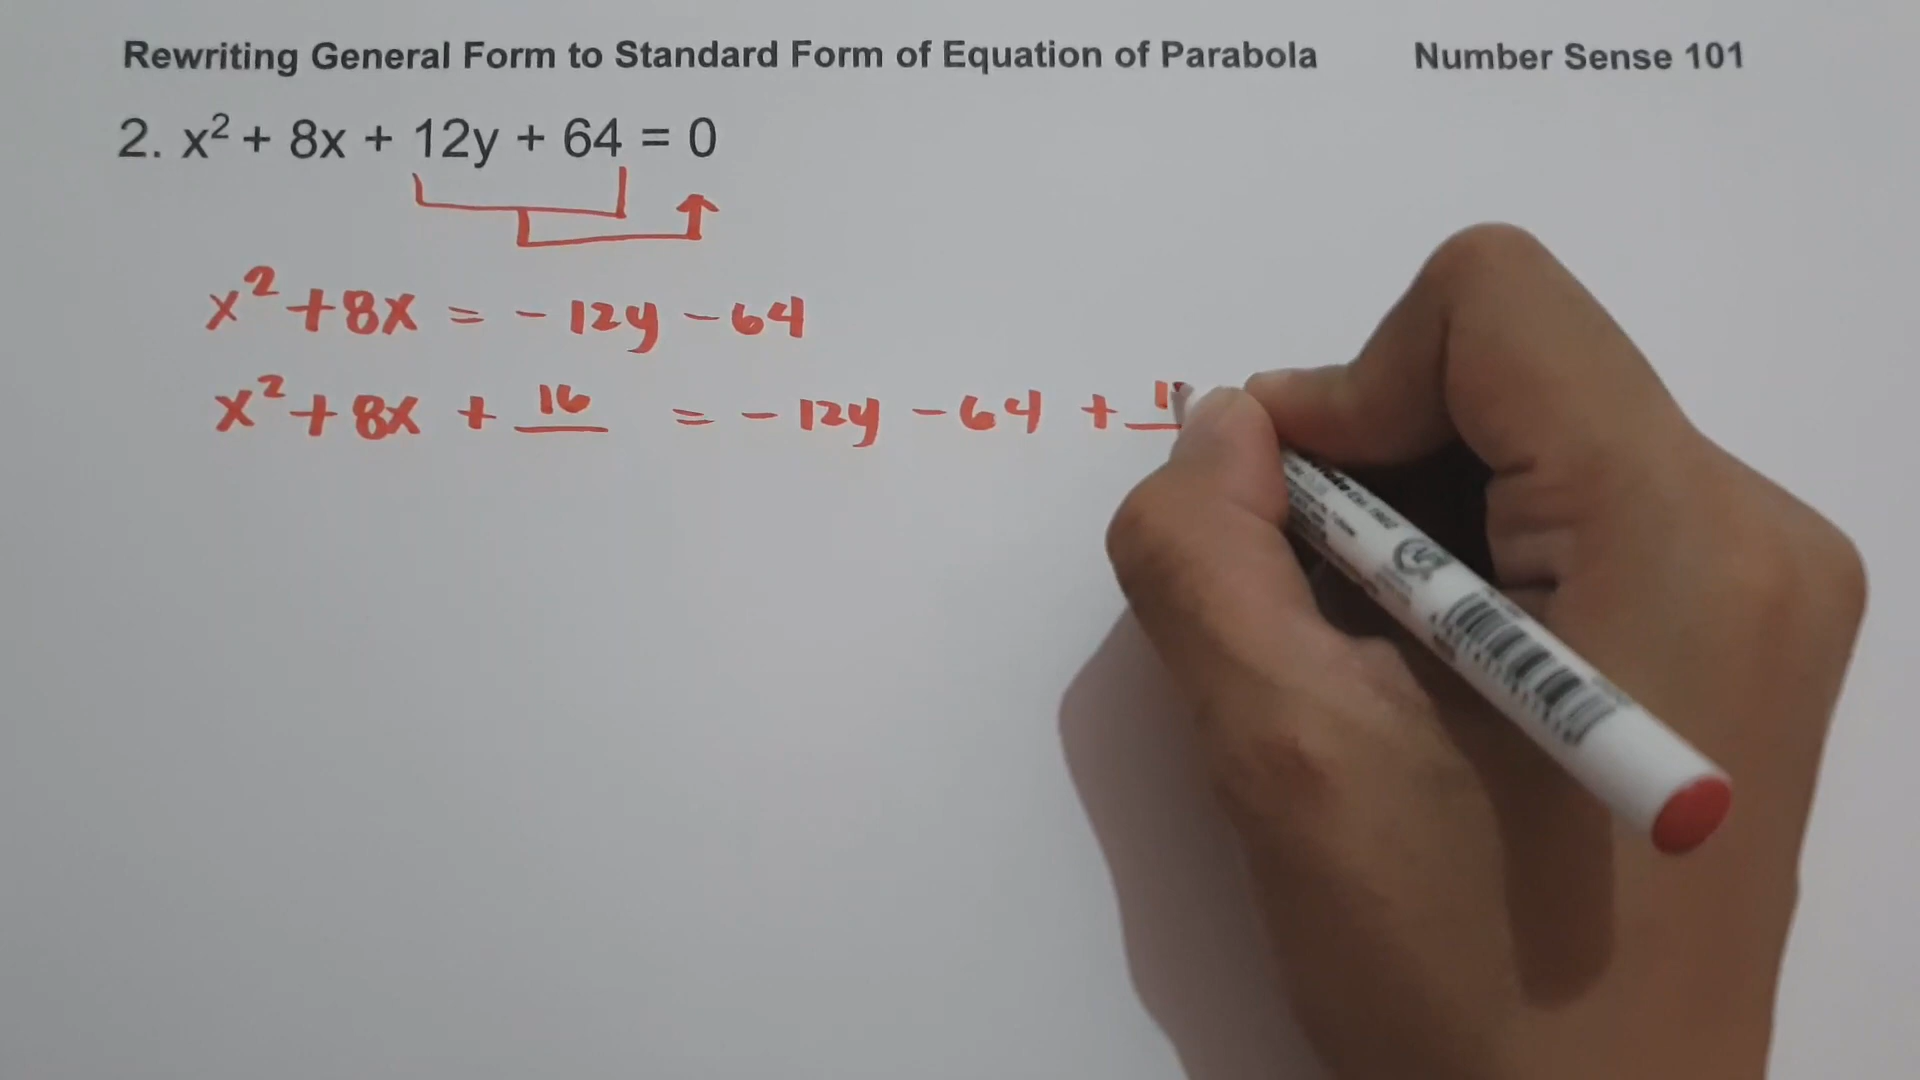 Rewriting General Form to Standard Form of Equation of Parabola Number Sense 101
2. x² + 8x + 12y + 64 = 0
x² + 8x = - 12y - 64
x² + 8x + 16 = - 12y - 64 + 1